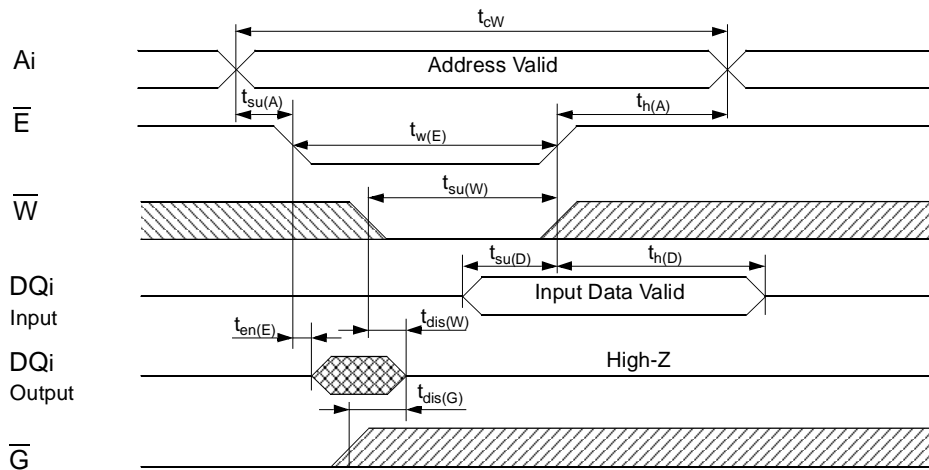 tcW
Ai
Address Valid
tsu(A)
th(A)
E
tw(E)
tsu(W)
W
tsu(D)
th(D)
DQi
Input
Input Data Valid
ten(E)
tdis(W)
DQi
Output
High-Z
tdis(G)
G